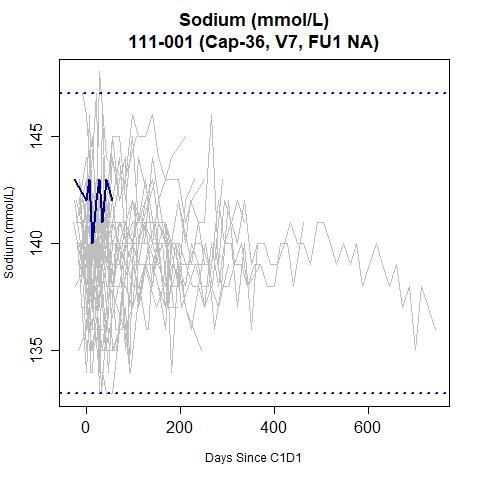 Sodium (mmol/L)
111-001 (Cap-36, V7, FU1 NA)
Sodium (mmol/L)
145
140
135
0 200 400 600
Days Since C1D1